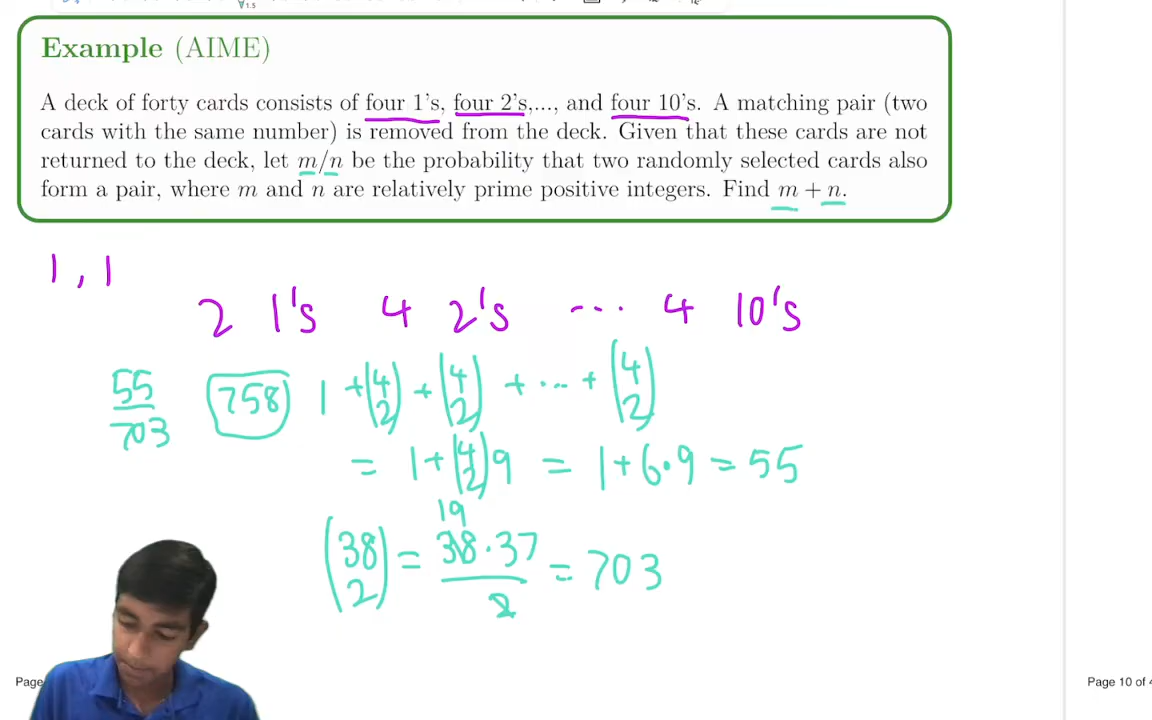 Example (AIME)
A deck of forty cards consists of four 1's, four 2's,..., and four 10's. A matching pair (two
cards with the same number) is removed from the deck. Given that these cards are not
returned to the deck, let m/n be the probability that two randomly selected cards also
form a pair, where m and n are relatively prime positive integers. Find m + n.
1, 1
2 1's 4 2's ... 4 10's
55/703 758 1 + (4 2) + (4 2) + ... + (4 2)
= 1 + (4 2) 9 = 1 + 6·9 = 55
19
(38 2) = 38·37/2 = 703
Page
Page 10 of 4